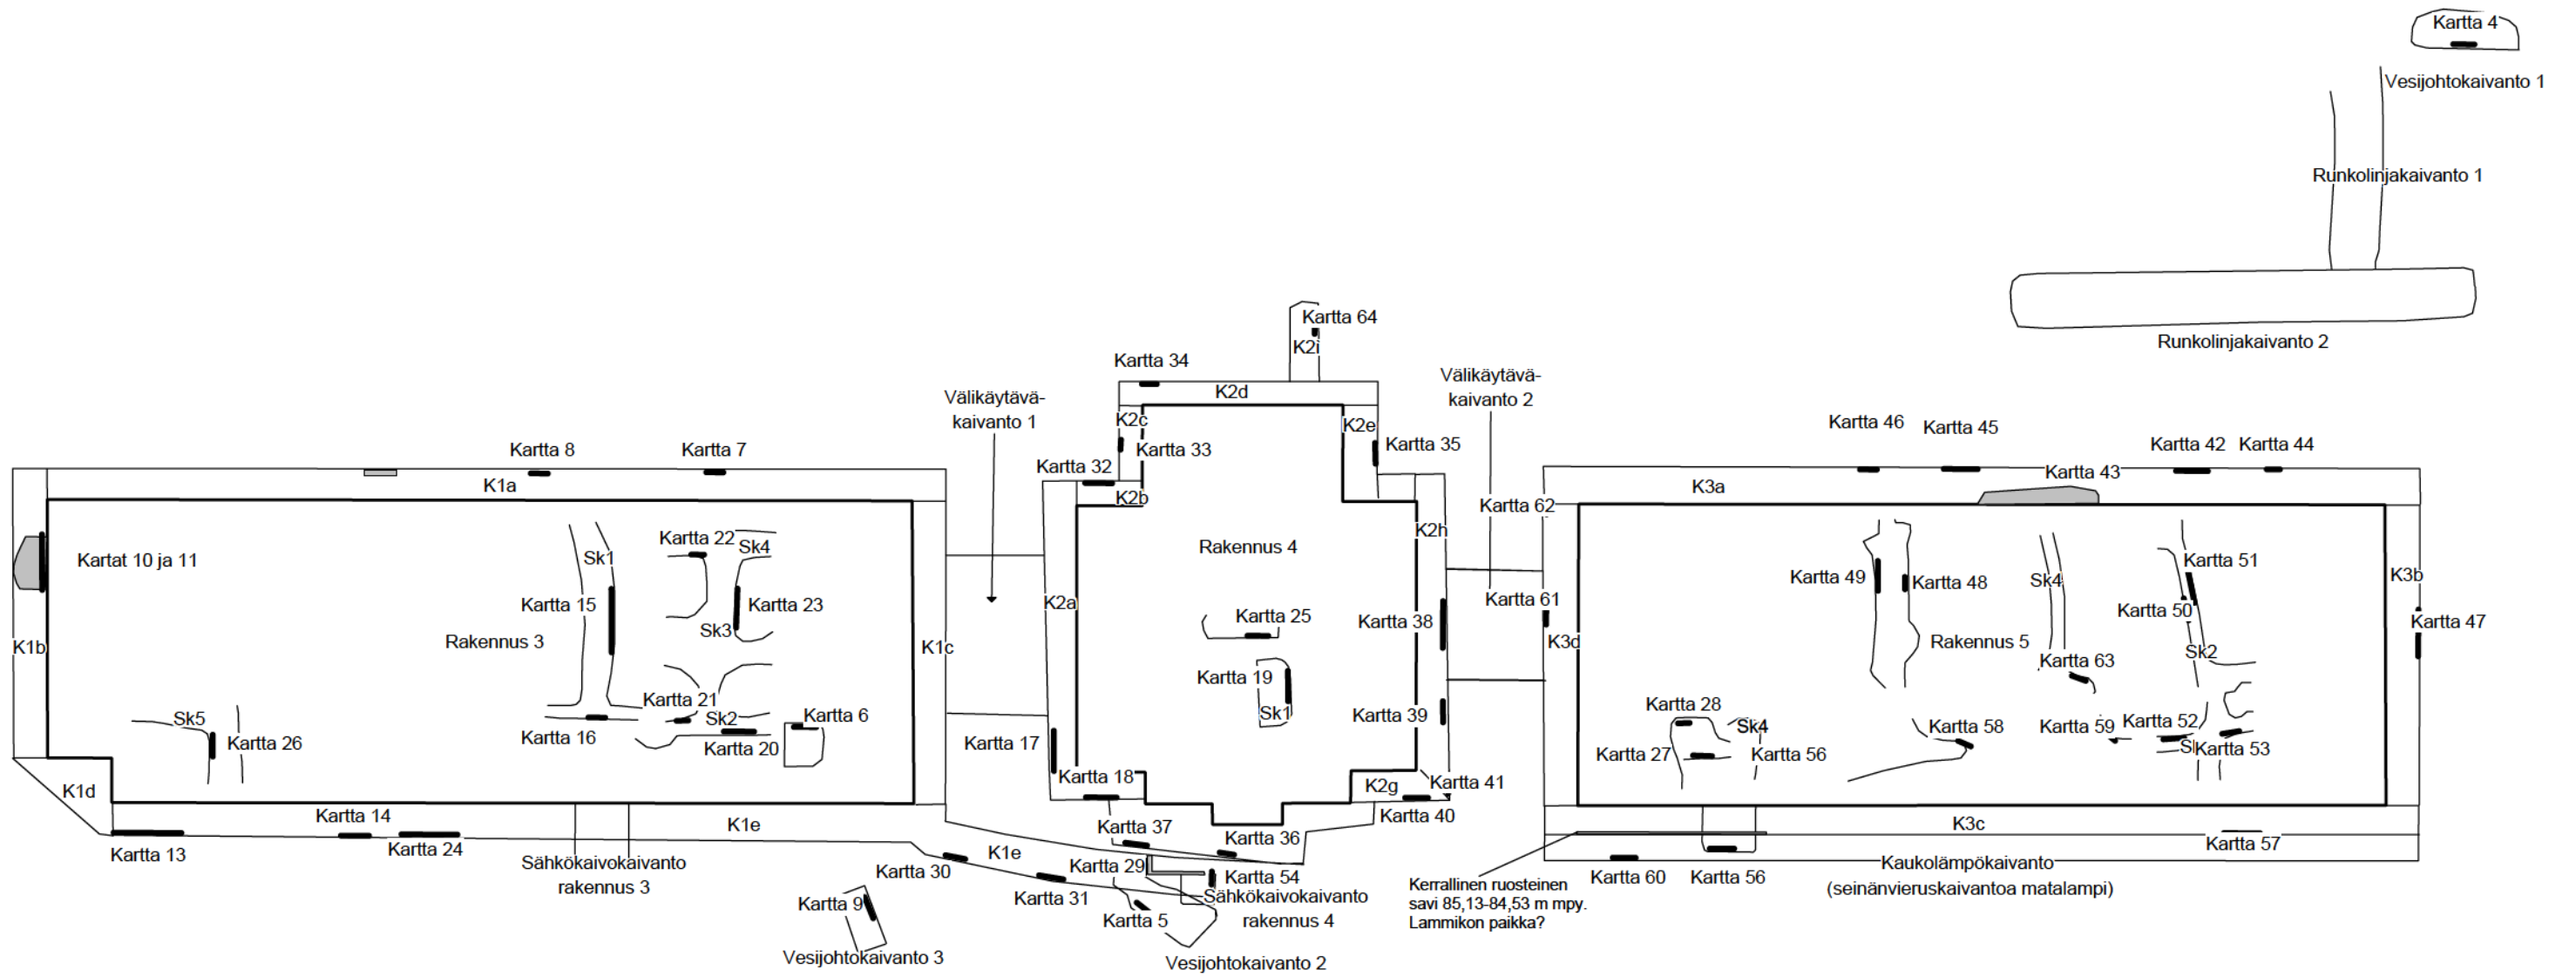 Kartta 4
Vesijohtokaivanto 1
Runkolinjakaivanto 1
Runkolinjakaivanto 2
Kartta 64
K2i
Kartta 34
K2d
Välikäytävä-
kaivanto 1
Välikäytävä-
kaivanto 2
K2c
K2e
Kartta 33
Kartta 35
Kartta 32
K2b
Kartta 46
Kartta 45
Kartta 42
Kartta 44
Kartta 43
Kartta 8
Kartta 7
K1a
K3a
Kartta 62
K2h
Kartta 22
Sk4
Sk1
Kartat 10 ja 11
Rakennus 4
Kartta 51
Kartta 49
Kartta 48
Sk4
K3b
Kartta 15
Kartta 23
K2a
Kartta 61
Kartta 50
Kartta 25
Kartta 38
Kartta 47
Sk3
Rakennus 3
K1b
K1c
K3d
Rakennus 5
Sk2
Kartta 63
Kartta 19
Kartta 21
Sk1
Kartta 39
Kartta 28
Sk5
Sk2
Kartta 6
Sk4
Kartta 58
Kartta 59
Kartta 52
Kartta 26
Kartta 16
Kartta 20
Kartta 17
Kartta 27
Kartta 56
Kartta 53
Kartta 18
K2g
Kartta 41
K1d
Kartta 14
K1e
Kartta 37
Kartta 36
Kartta 40
K3c
Kartta 13
Kartta 24
Sähkökaivokaivanto
rakennus 3
K1e
Kartta 30
Kartta 29
Kartta 54
Kartta 57
Kaukolämpökaivanto
(seinänvieruskaivantoa matalampi)
Kartta 60
Kartta 56
Kerrallinen ruosteinen
savi 85,13-84,53 m mpy.
Lammikon paikka?
Kartta 31
Sähkökaivokaivanto
rakennus 4
Kartta 9
Kartta 5
Vesijohtokaivanto 3
Vesijohtokaivanto 2